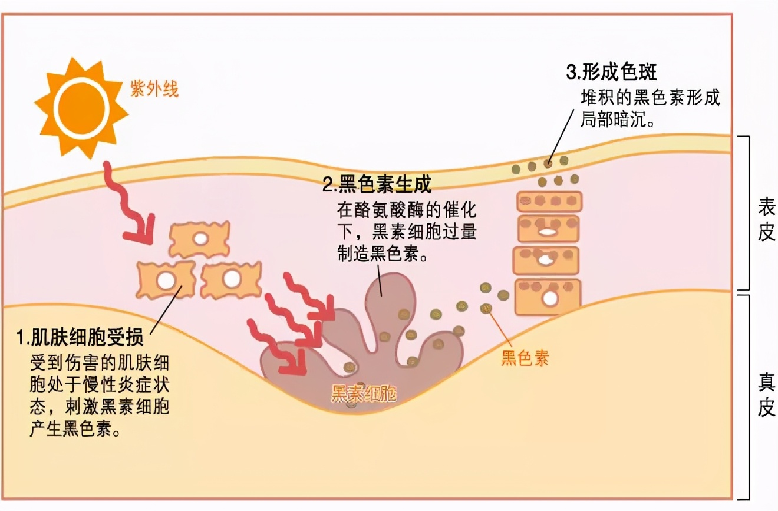 紫外线
3.形成色斑
堆积的黑色素形成
局部暗沉。
2.黑色素生成
在酪氨酸酶的催化
下，黑素细胞过量
制造黑色素。
表皮
1.肌肤细胞受损
受到伤害的肌肤细
胞处于慢性炎症状
态，刺激黑素细胞
产生黑色素。
黑色素
黑素细胞
真皮